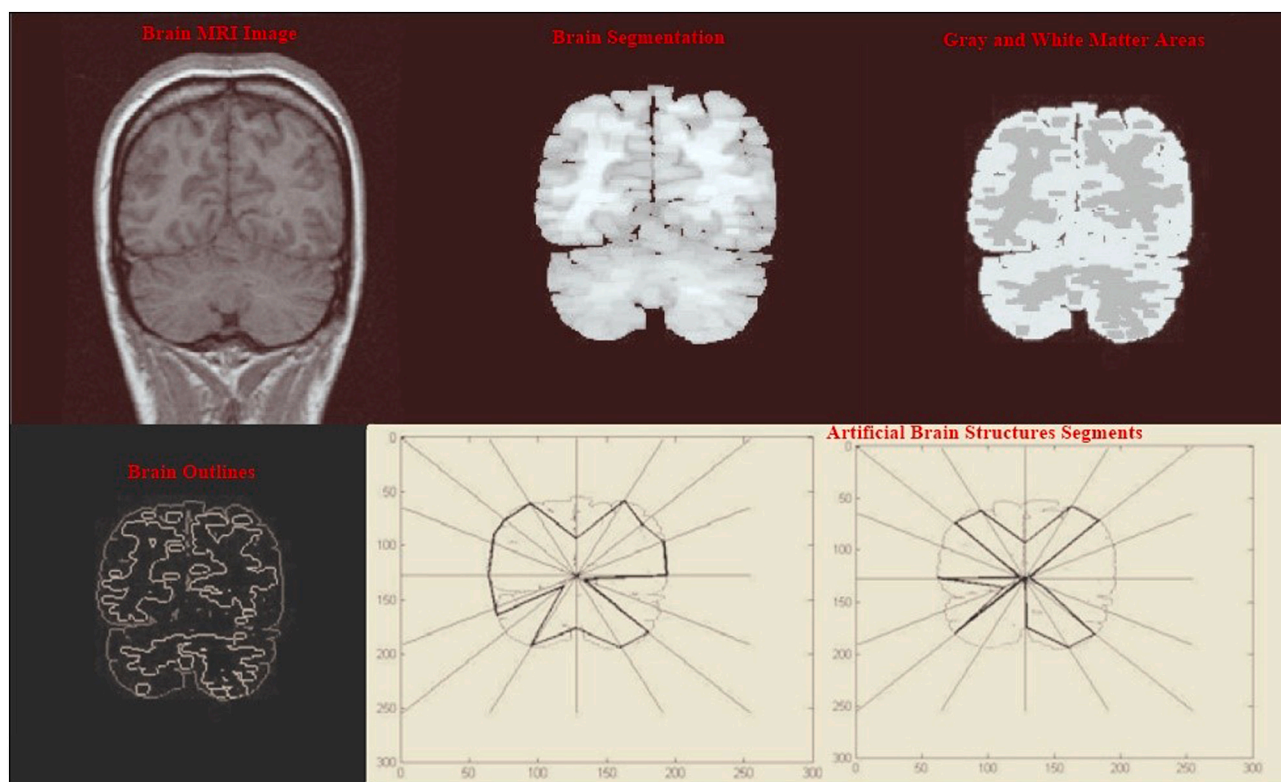 Brain MRI Image
Brain Segmentation
Gray and White Matter Areas
Brain Outlines
Artificial Brain Structures Segments
0
50
100
150
200
250
300
0 50 100 150 200 250 300
0
50
100
150
200
250
300
0 50 100 150 200 250 300